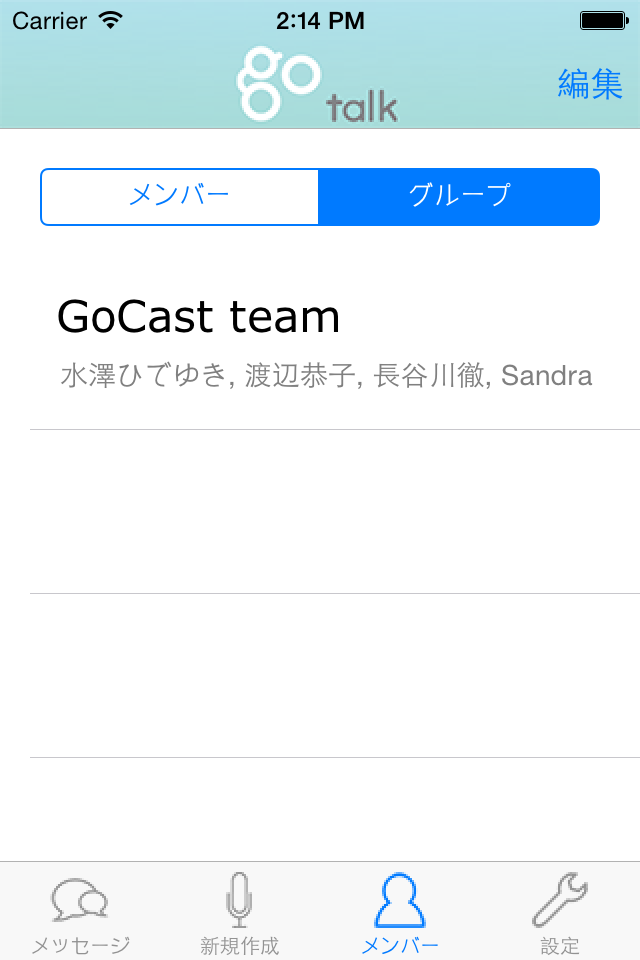 Carrier 2:14 PM
go talk 編集
メンバー グループ
GoCast team
水澤ひでゆき, 渡辺恭子, 長谷川徹, Sandra
メッセージ 新規作成 メンバー 設定